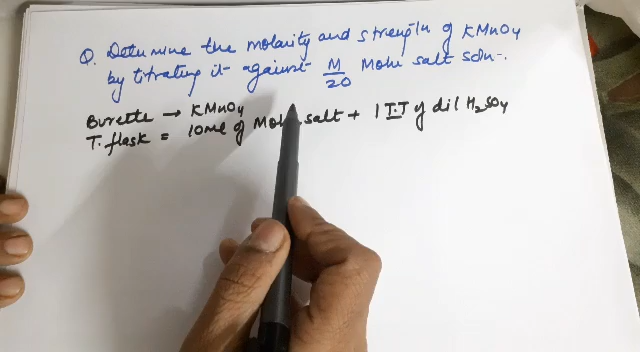 Q. Determine the molarity and strength of KMnO4
by titrating it against M/20 Mohr salt soln.
Burette → KMnO4
T. flask = 10ml of Mohr salt + 1 T.T of dil H2SO4